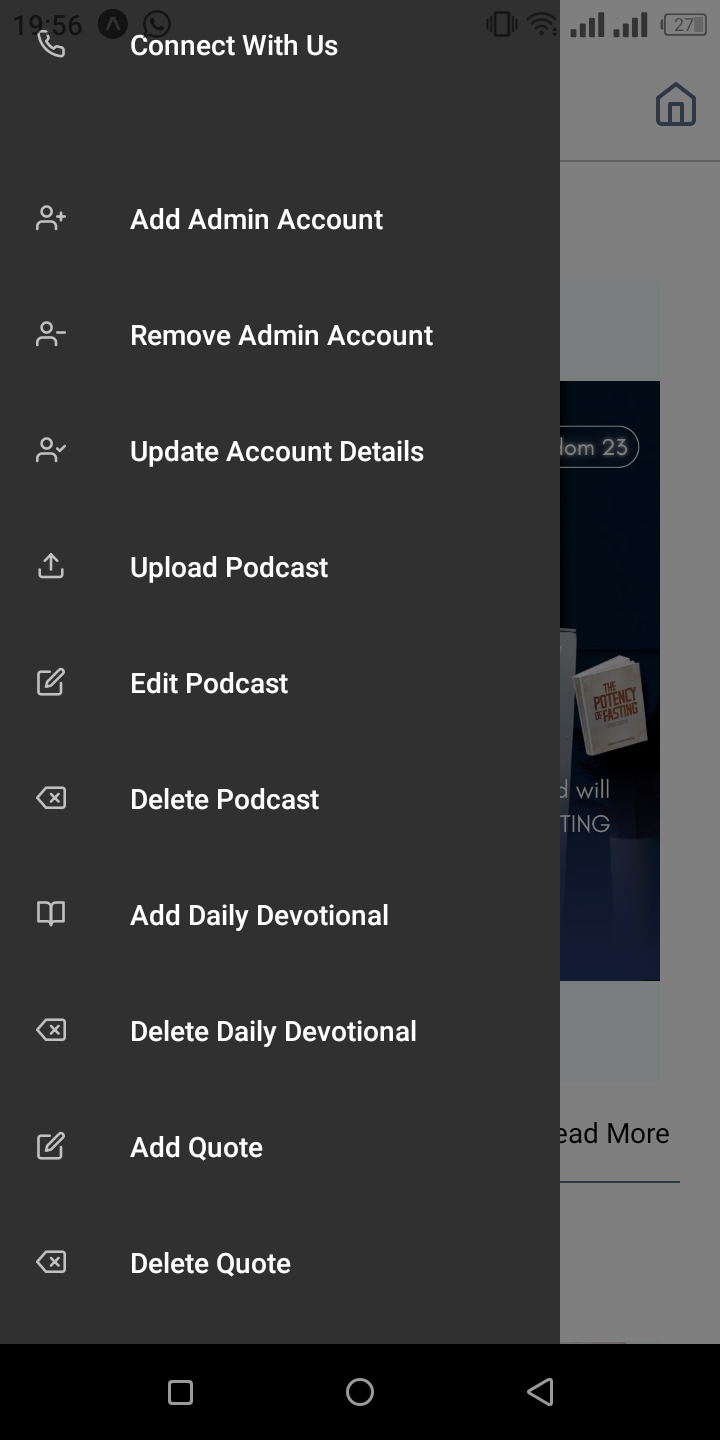 19:56
27
Connect With Us
Add Admin Account
Remove Admin Account
Update Account Details
Upload Podcast
Edit Podcast
Delete Podcast
Add Daily Devotional
Delete Daily Devotional
Add Quote
Delete Quote
dom 23
THE
POTENCY
OF FASTING
d will
TING
ead More